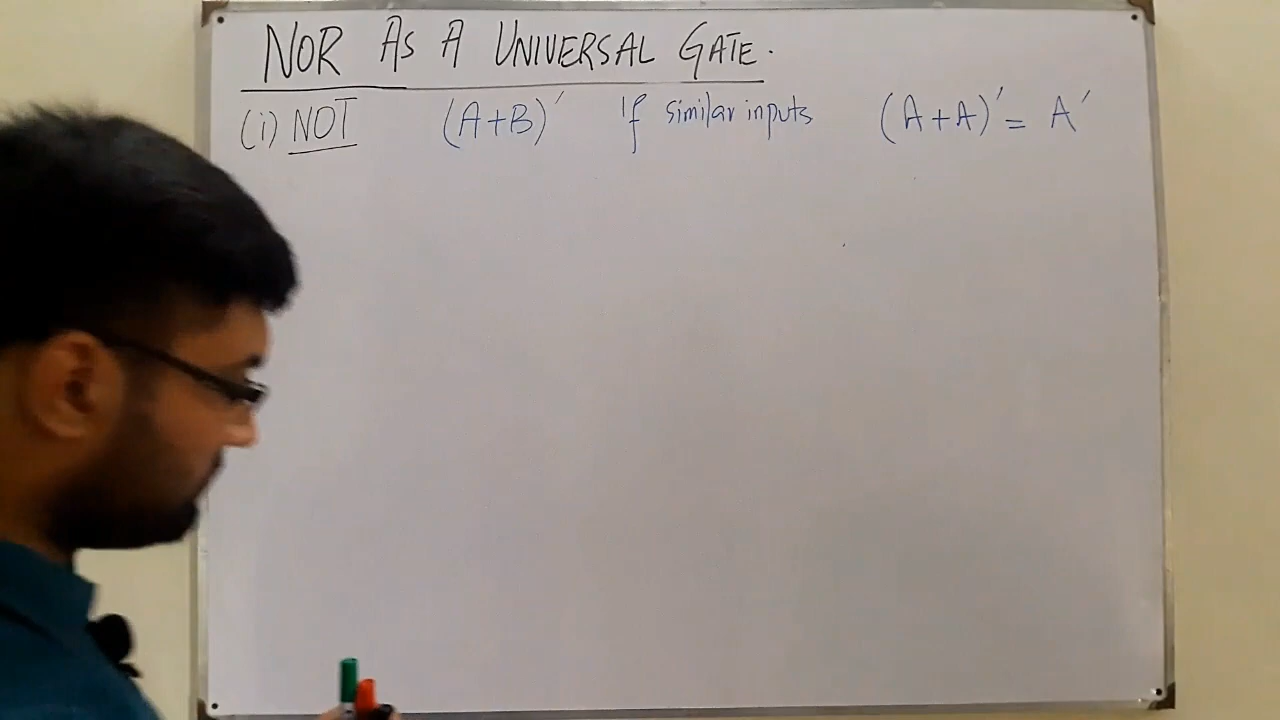 NOR As A UNIVERSAL GATE.
(i) NOT (A+B)′ If similar inputs (A+A)′ = A′